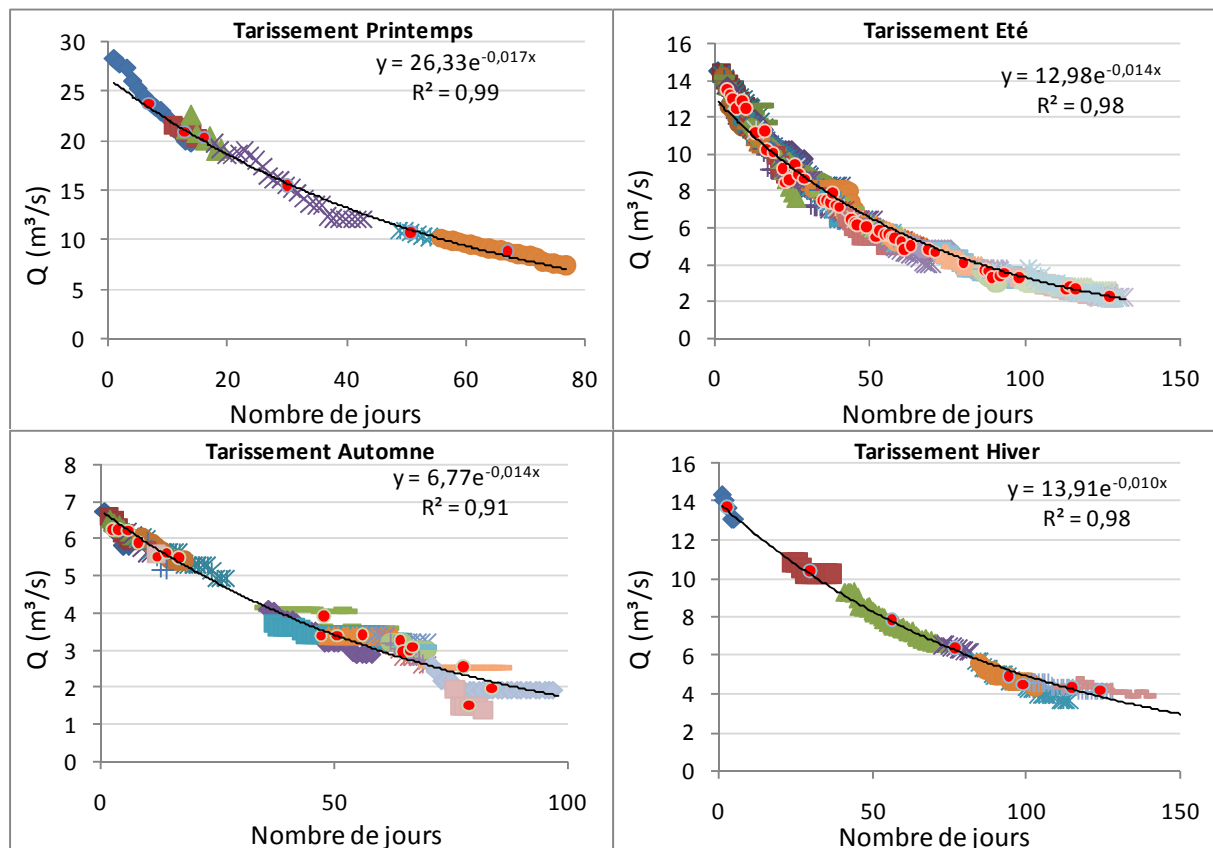 Tarissement Printemps
y = 26,33e^-0,017x
R² = 0,99
Q (m³/s)
30
25
20
15
10
5
0
0 20 40 60 80
Nombre de jours
Tarissement Eté
y = 12,98e^-0,014x
R² = 0,98
Q (m³/s)
16
14
12
10
8
6
4
2
0
0 50 100 150
Nombre de jours
Tarissement Automne
y = 6,77e^-0,014x
R² = 0,91
Q (m³/s)
8
7
6
5
4
3
2
1
0
0 50 100
Nombre de jours
Tarissement Hiver
y = 13,91e^-0,010x
R² = 0,98
Q (m³/s)
16
14
12
10
8
6
4
2
0
0 50 100 150
Nombre de jours